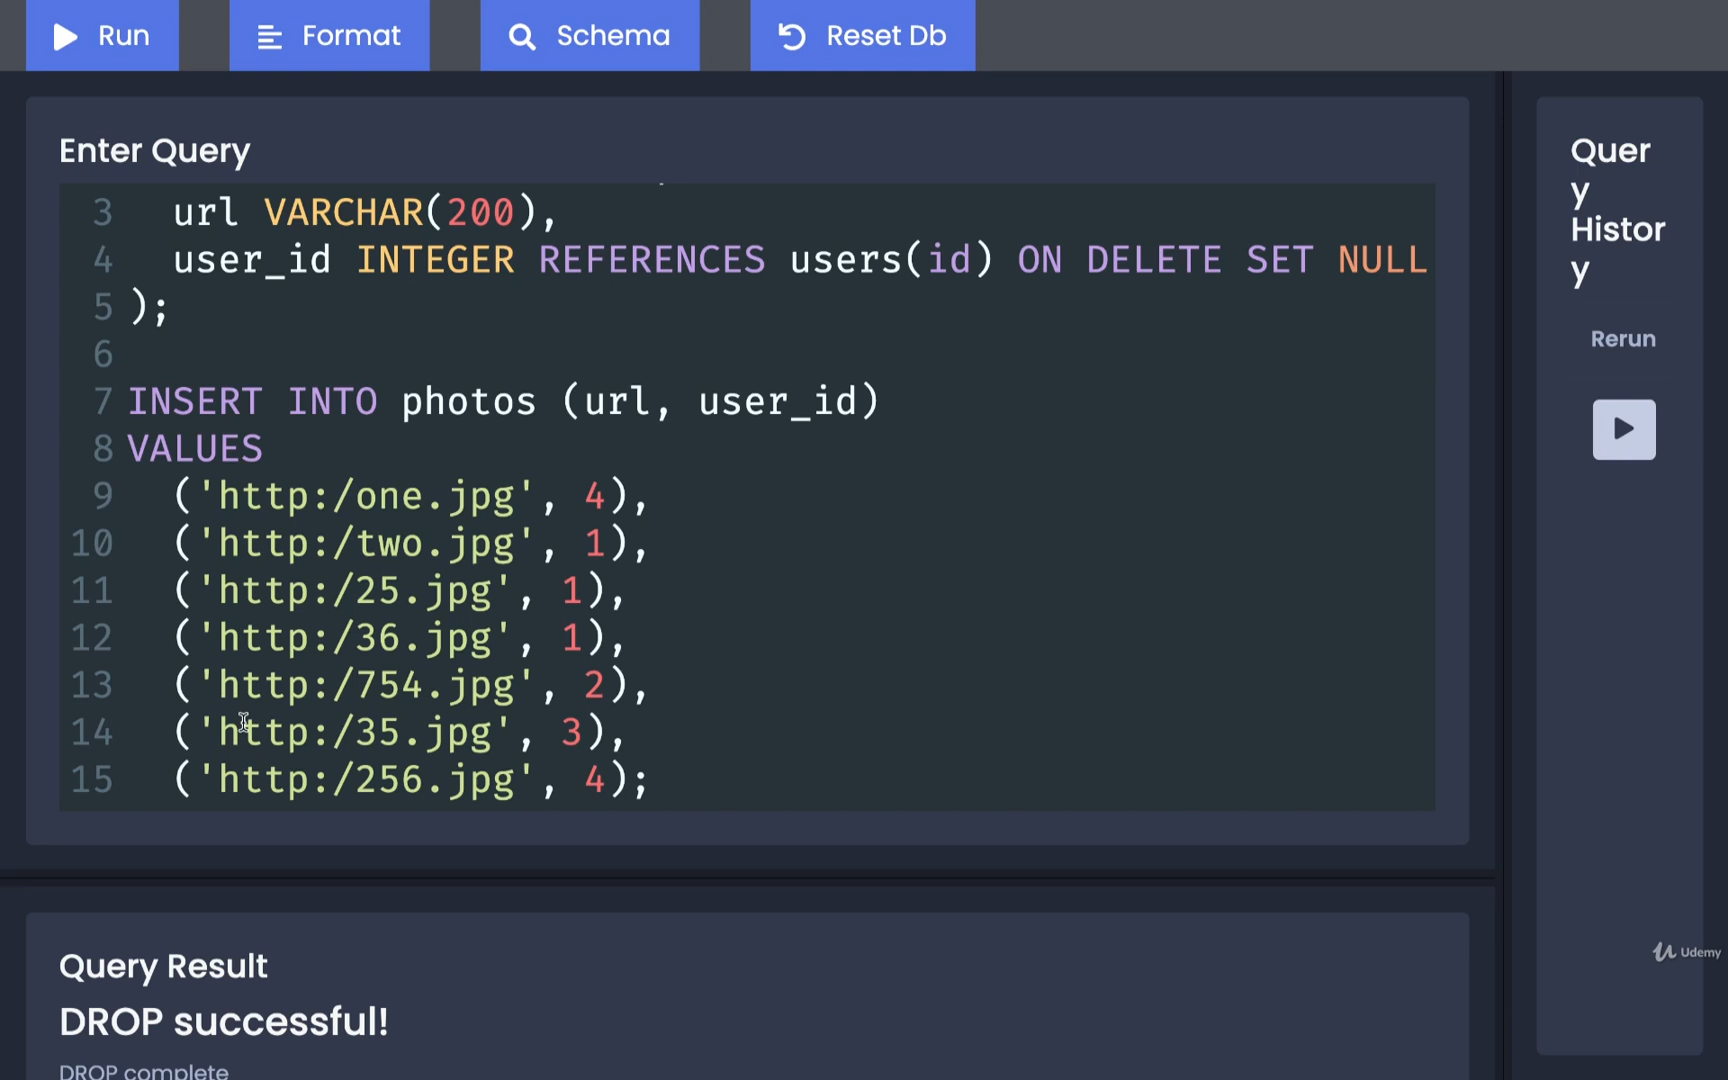 Run
Format
Schema
Reset Db
Enter Query
3 url VARCHAR(200),
4 user_id INTEGER REFERENCES users(id) ON DELETE SET NULL
5 );
6
7 INSERT INTO photos (url, user_id)
8 VALUES
9 ('http:/one.jpg', 4),
10 ('http:/two.jpg', 1),
11 ('http:/25.jpg', 1),
12 ('http:/36.jpg', 1),
13 ('http:/754.jpg', 2),
14 ('http:/35.jpg', 3),
15 ('http:/256.jpg', 4);
Query Result
DROP successful!
DROP complete
Quer
y
Histor
y
Rerun
Udemy